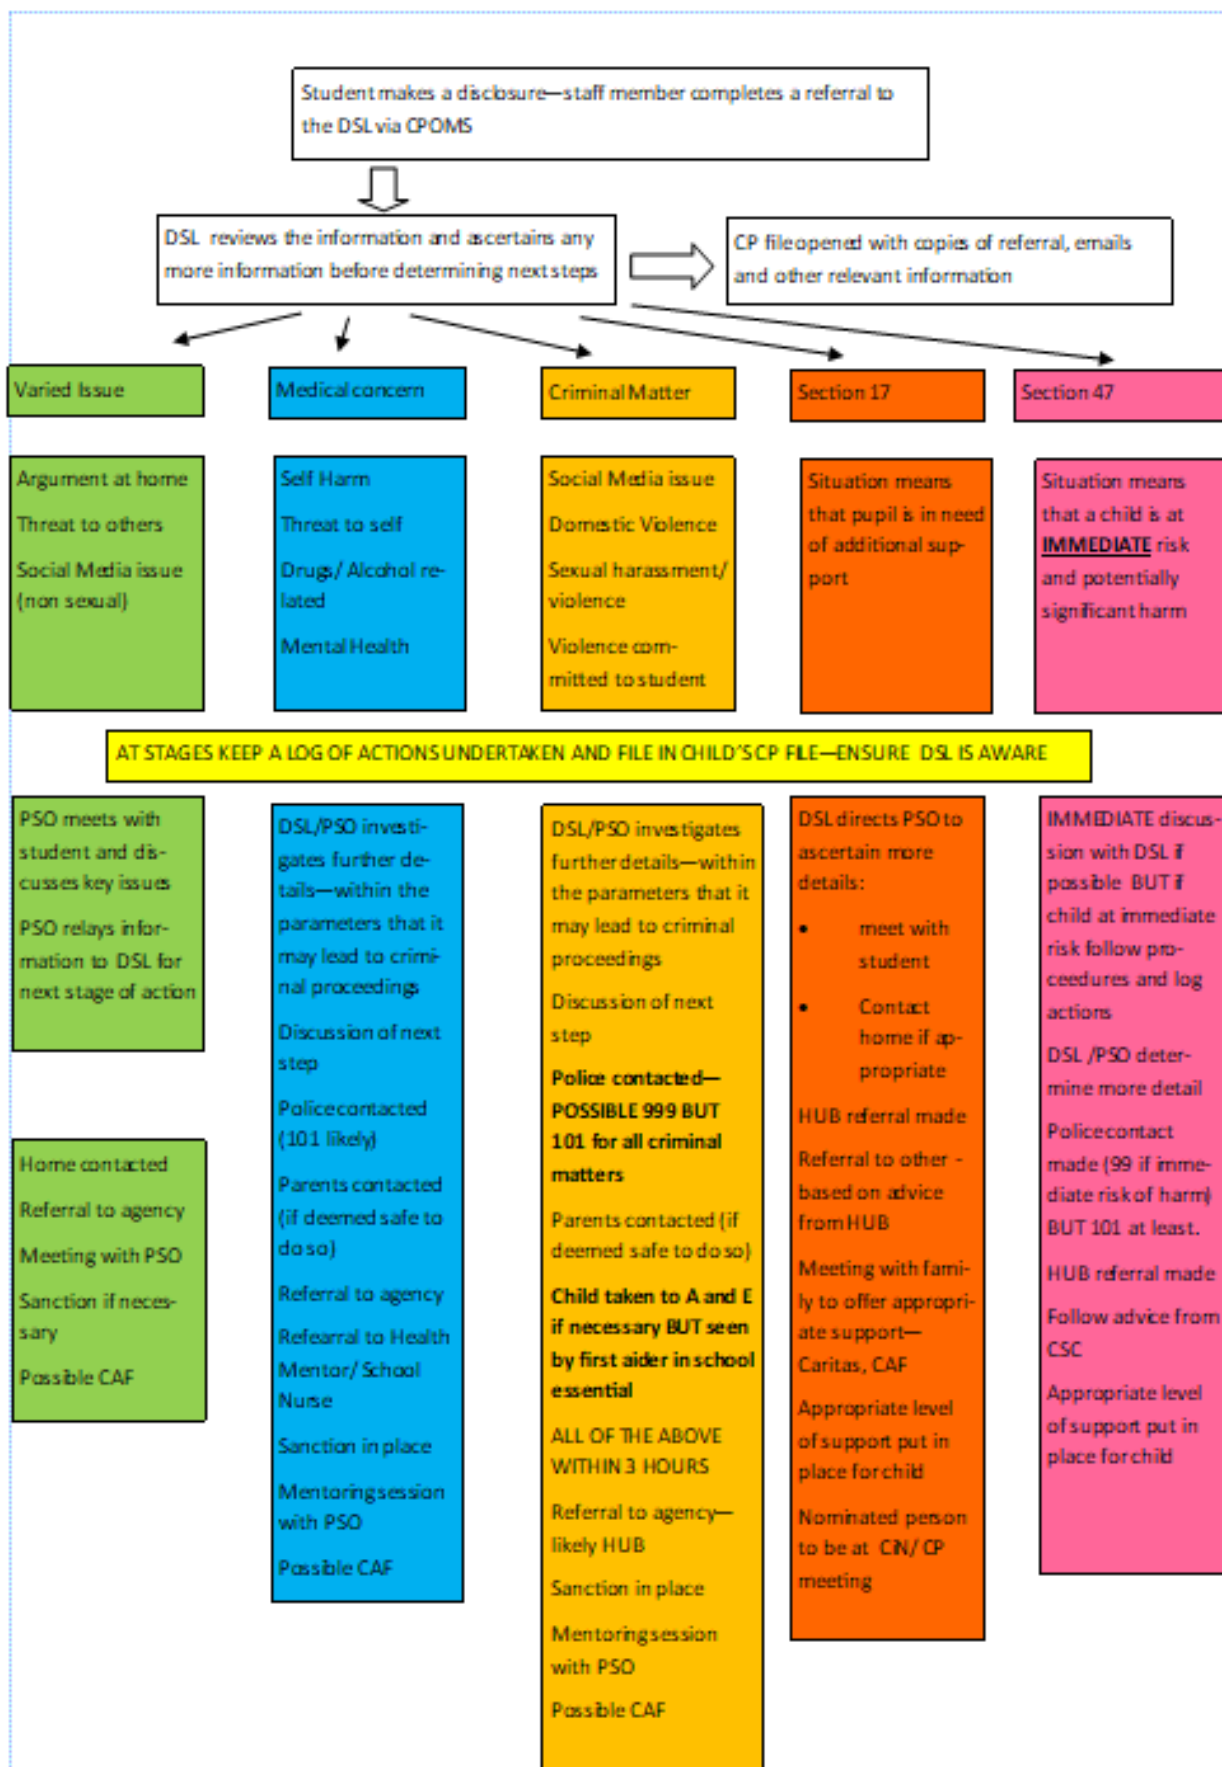 Student makes a disclosure—staff member completes a referral to
the DSL via CPOMS
DSL reviews the information and ascertains any
more information before determining next steps
CP file opened with copies of referral, emails
and other relevant information
Varied Issue
Medical concern
Criminal Matter
Section 17
Section 47
Argument at home
Threat to others
Social Media issue
(non sexual)
Self Harm
Threat to self
Drugs/ Alcohol re-
lated
Mental Health
Social Media issue
Domestic Violence
Sexual harassment/
violence
Violence com-
mitted to student
Situation means
that pupil is in need
of additional sup-
port
Situation means
that a child is at
IMMEDIATE risk
and potentially
significant harm
AT STAGES KEEP A LOG OF ACTIONS UNDERTAKEN AND FILE IN CHILD'S CP FILE—ENSURE DSL IS AWARE
PSO meets with
student and dis-
cusses key issues
PSO relays infor-
mation to DSL for
next stage of action
Home contacted
Referral to agency
Meeting with PSO
Sanction if neces-
sary
Possible CAF
DSL/PSO investi-
gates further de-
tails—within the
parameters that it
may lead to crimi-
nal proceedings
Discussion of next
step
Police contacted
(101 likely)
Parents contacted
(if deemed safe to
do so)
Referral to agency
Refearral to Health
Mentor/ School
Nurse
Sanction in place
Mentoring session
with PSO
Possible CAF
DSL/PSO investigates
further details—within
the parameters that it
may lead to criminal
proceedings
Discussion of next
step
Police contacted—
POSSIBLE 999 BUT
101 for all criminal
matters
Parents contacted (if
deemed safe to do so)
Child taken to A and E
if necessary BUT seen
by first aider in school
essential
ALL OF THE ABOVE
WITHIN 3 HOURS
Referral to agency—
likely HUB
Sanction in place
Mentoring session
with PSO
Possible CAF
DSL directs PSO to
ascertain more
details:
• meet with
student
• Contact
home if ap-
propriate
HUB referral made
Referral to other -
based on advice
from HUB
Meeting with fami-
ly to offer appropri-
ate support—
Caritas, CAF
Appropriate level
of support put in
place for child
Nominated person
to be at CiN/ CP
meeting
IMMEDIATE discus-
sion with DSL if
possible BUT if
child at immediate
risk follow pro-
ceedures and log
actions
DSL /PSO deter-
mine more detail
Police contact
made (99 if imme-
diate risk of harm)
BUT 101 at least.
HUB referral made
Follow advice from
CSC
Appropriate level
of support put in
place for child